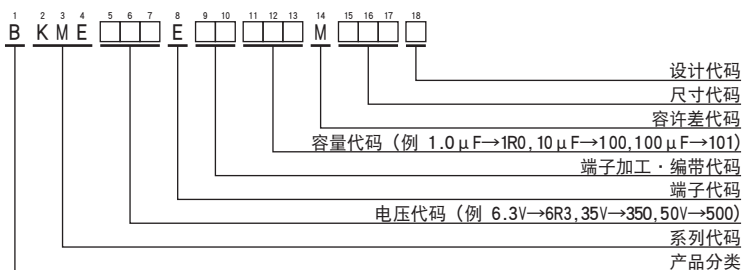 1 2 3 4 5 6 7 8 9 10 11 12 13 14 15 16 17 18
B KME □□□ E □□ □□□ M □□□ □
设计代码
尺寸代码
容许差代码
容量代码（例 1.0μF→1R0,10μF→100,100μF→101）
端子加工・编带代码
端子代码
电压代码（例 6.3V→6R3,35V→350,50V→500）
系列代码
产品分类